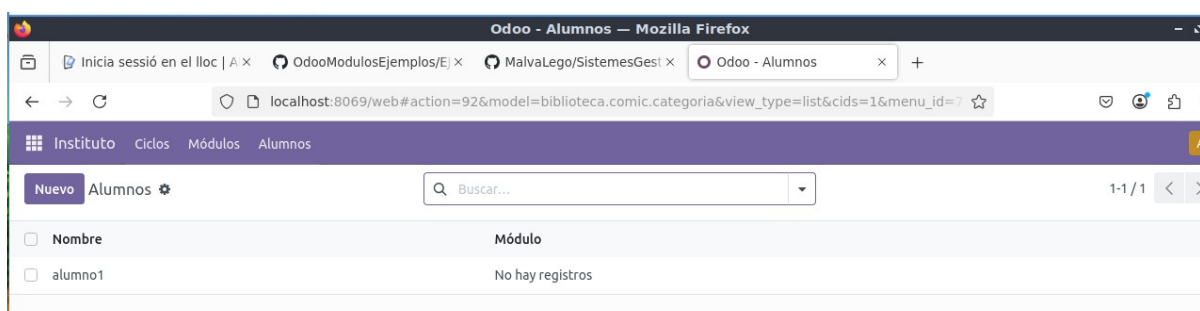 Odoo - Alumnos — Mozilla Firefox
Inicia sessió en el lloc | A OdooModulosEjemplos/Ej MalvaLego/SistemesGest Odoo - Alumnos
localhost:8069/web#action=92&model=biblioteca.comic.categoria&view_type=list&cids=1&menu_id=7
Instituto Ciclos Módulos Alumnos
Nuevo Alumnos Buscar... 1-1 / 1
Nombre Módulo
alumno1 No hay registros